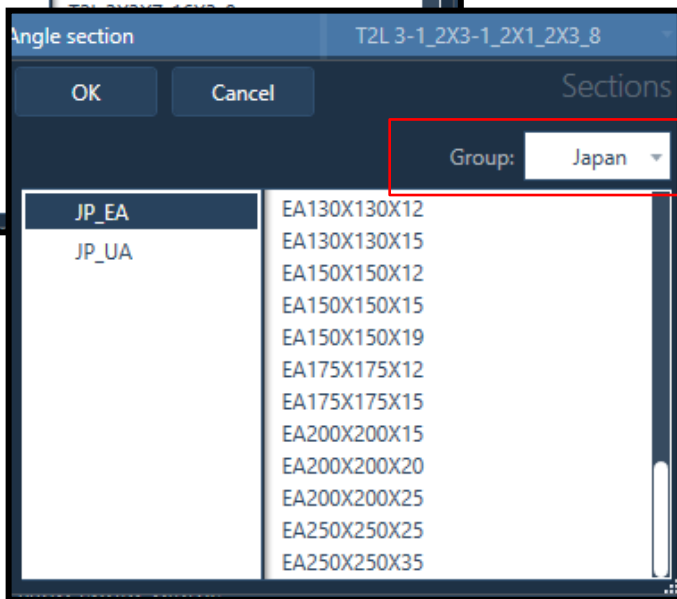 Angle section T2L 3-1_2X3-1_2X1_2X3_8
OK Cancel Sections
Group: Japan
JP_EA
JP_UA
EA130X130X12
EA130X130X15
EA150X150X12
EA150X150X15
EA150X150X19
EA175X175X12
EA175X175X15
EA200X200X15
EA200X200X20
EA200X200X25
EA250X250X25
EA250X250X35